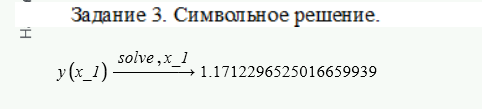 Задание 3. Символьное решение.
y(x_1) solve,x_1 → 1.1712296525016659939